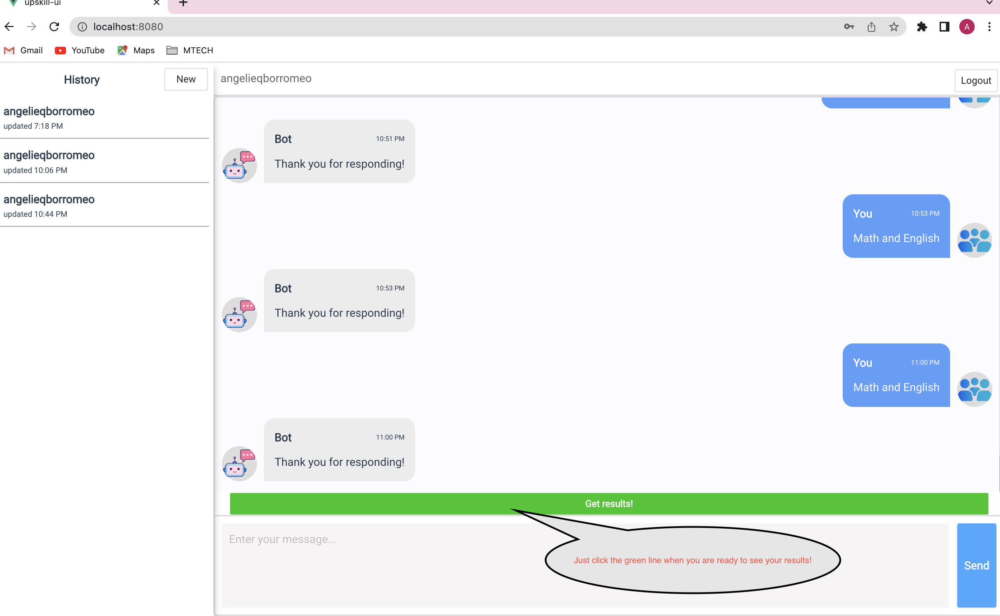 upskill-ui
localhost:8080
A
Gmail
YouTube
Maps
MTECH
History
New
angelieqborromeo
Logout
angelieqborromeo
updated 7:18 PM
angelieqborromeo
updated 10:06 PM
angelieqborromeo
updated 10:44 PM
Bot 10:51 PM
Thank you for responding!
You 10:53 PM
Math and English
Bot 10:53 PM
Thank you for responding!
You 11:00 PM
Math and English
Bot 11:00 PM
Thank you for responding!
Get results!
Enter your message...
Just click the green line when you are ready to see your results!
Send